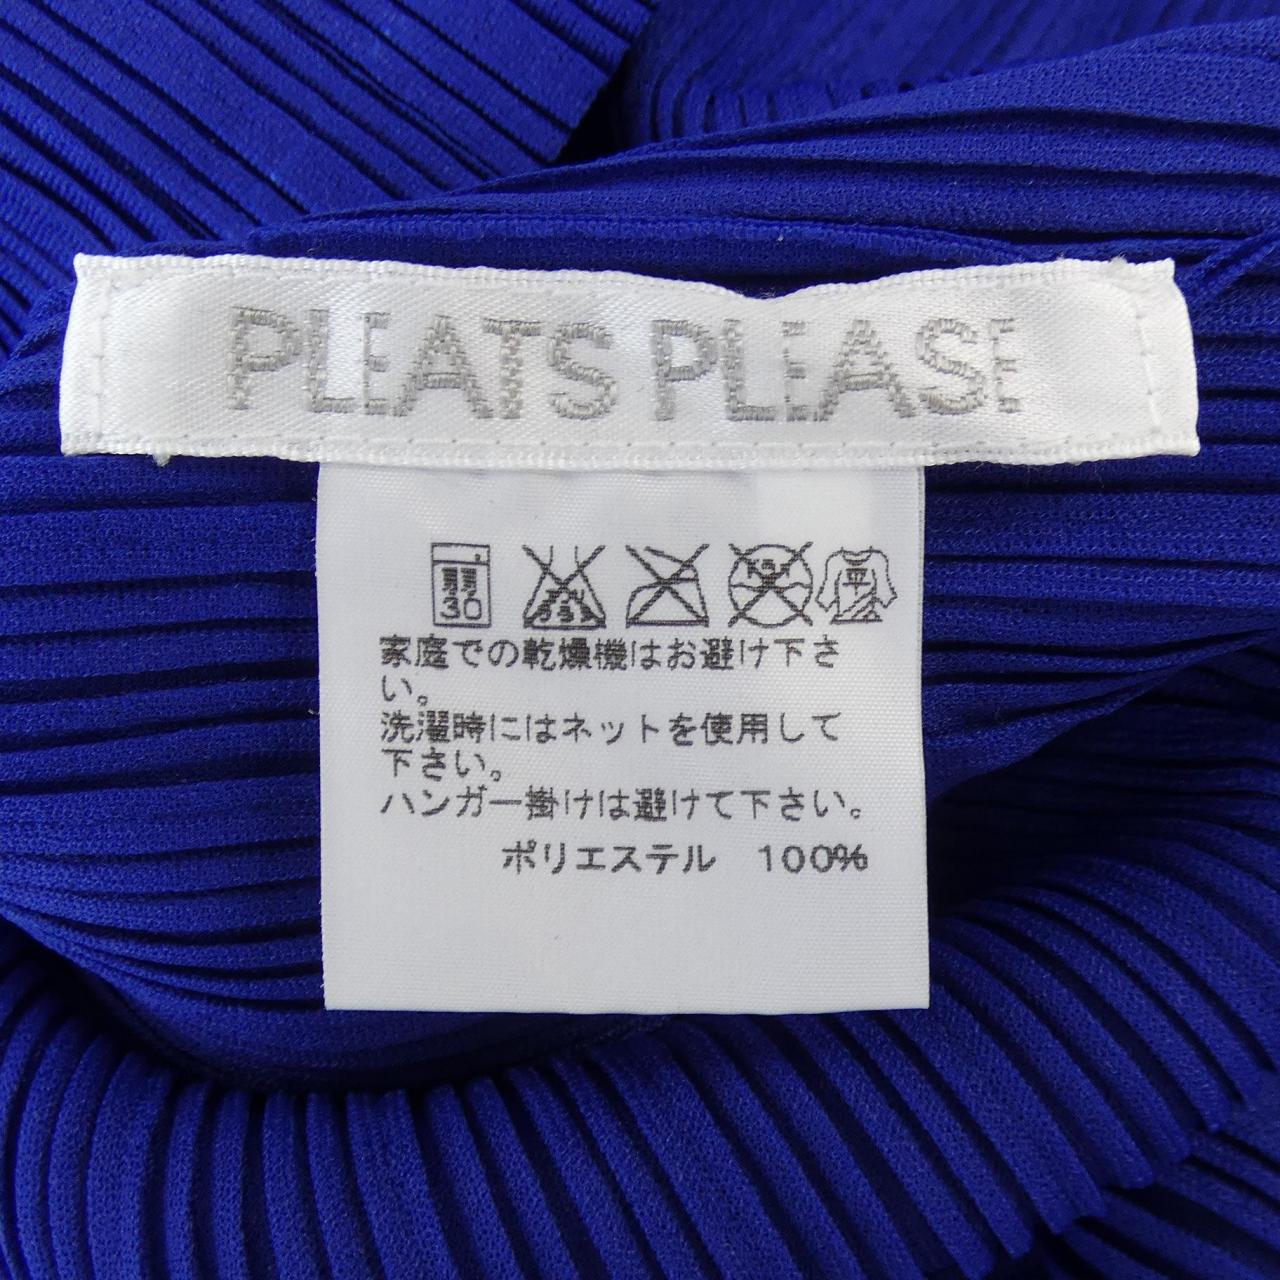 PLEATS PLEASE
弱
30
平
家庭での乾燥機はお避け下さ
い。
洗濯時にはネットを使用して
下さい。
ハンガー掛けは避けて下さい。
ポリエステル 100%